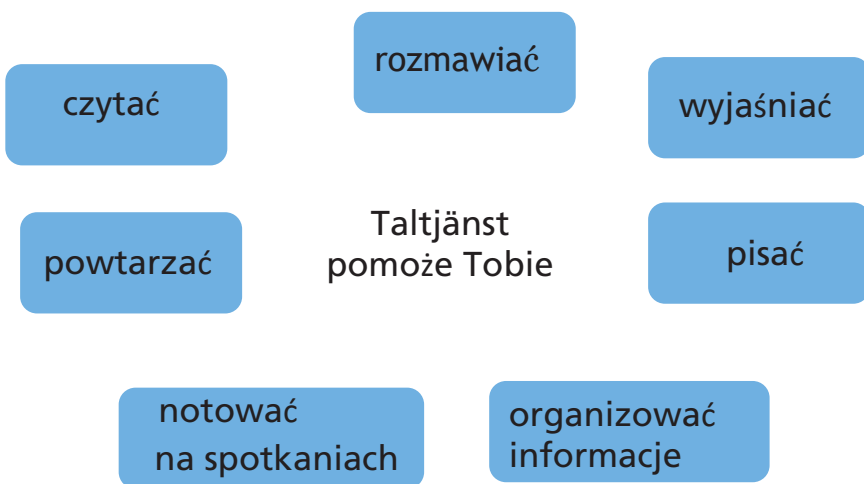 rozmawiać
czytać
wyjaśniać
powtarzać
Taltjänst
pomoże Tobie
pisać
notować
na spotkaniach
organizować
informacje